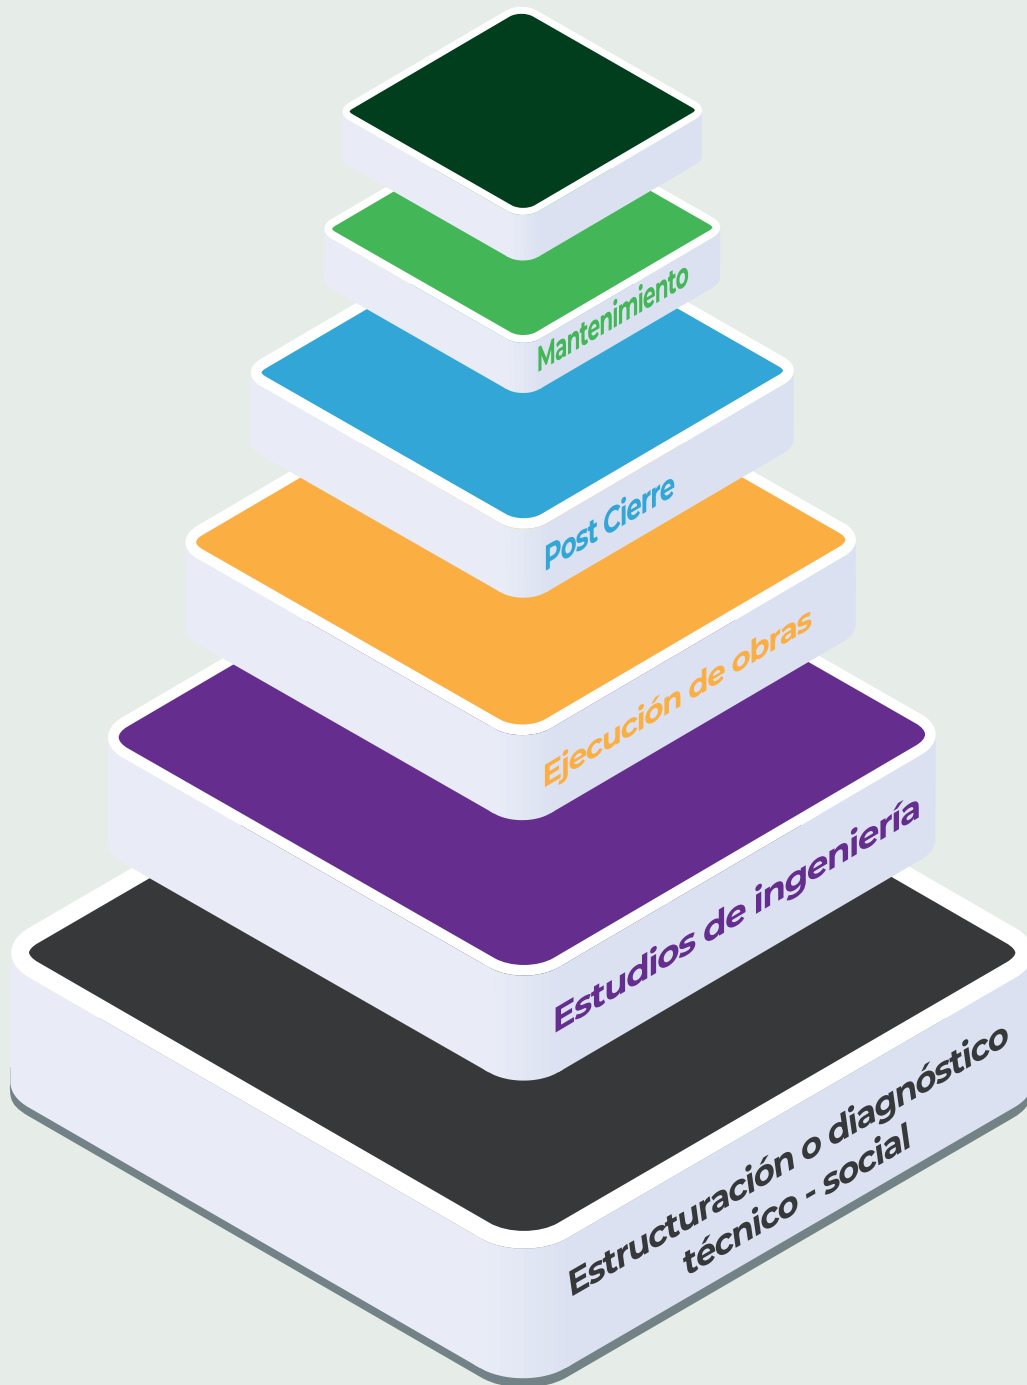 Mantenimiento
Post Cierre
Ejecución de obras
Estudios de ingeniería
Estructuración o diagnóstico
técnico - social